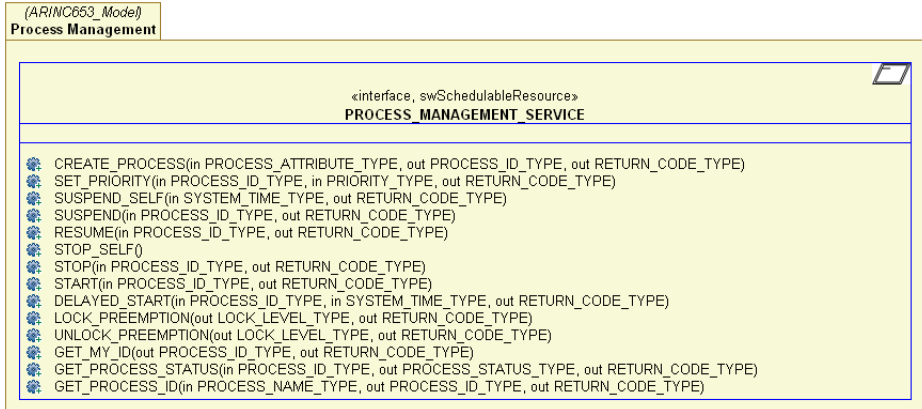 (ARINC653_Model)
Process Management
«interface, swSchedulableResource»
PROCESS_MANAGEMENT_SERVICE
CREATE_PROCESS(in PROCESS_ATTRIBUTE_TYPE, out PROCESS_ID_TYPE, out RETURN_CODE_TYPE)
SET_PRIORITY(in PROCESS_ID_TYPE, in PRIORITY_TYPE, out RETURN_CODE_TYPE)
SUSPEND_SELF(in SYSTEM_TIME_TYPE, out RETURN_CODE_TYPE)
SUSPEND(in PROCESS_ID_TYPE, out RETURN_CODE_TYPE)
RESUME(in PROCESS_ID_TYPE, out RETURN_CODE_TYPE)
STOP_SELF()
STOP(in PROCESS_ID_TYPE, out RETURN_CODE_TYPE)
START(in PROCESS_ID_TYPE, out RETURN_CODE_TYPE)
DELAYED_START(in PROCESS_ID_TYPE, in SYSTEM_TIME_TYPE, out RETURN_CODE_TYPE)
LOCK_PREEMPTION(out LOCK_LEVEL_TYPE, out RETURN_CODE_TYPE)
UNLOCK_PREEMPTION(out LOCK_LEVEL_TYPE, out RETURN_CODE_TYPE)
GET_MY_ID(out PROCESS_ID_TYPE, out RETURN_CODE_TYPE)
GET_PROCESS_STATUS(in PROCESS_ID_TYPE, out PROCESS_STATUS_TYPE, out RETURN_CODE_TYPE)
GET_PROCESS_ID(in PROCESS_NAME_TYPE, out PROCESS_ID_TYPE, out RETURN_CODE_TYPE)